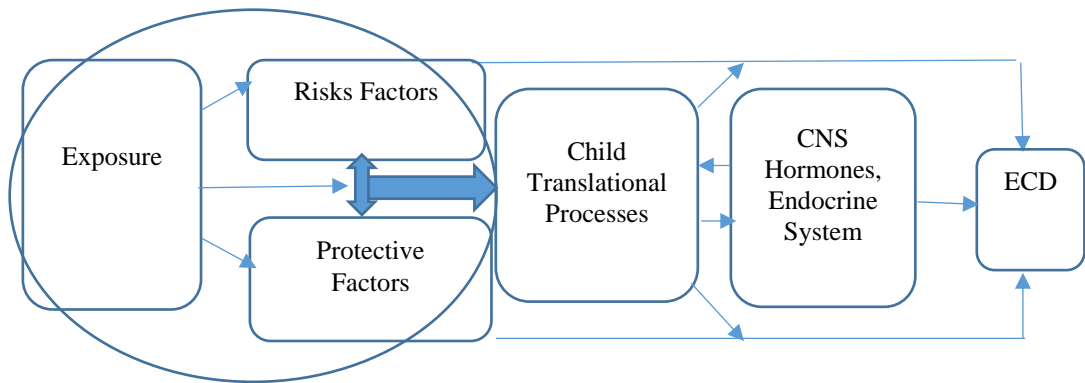 Exposure
Risks Factors
Protective
Factors
Child
Translational
Processes
CNS
Hormones,
Endocrine
System
ECD